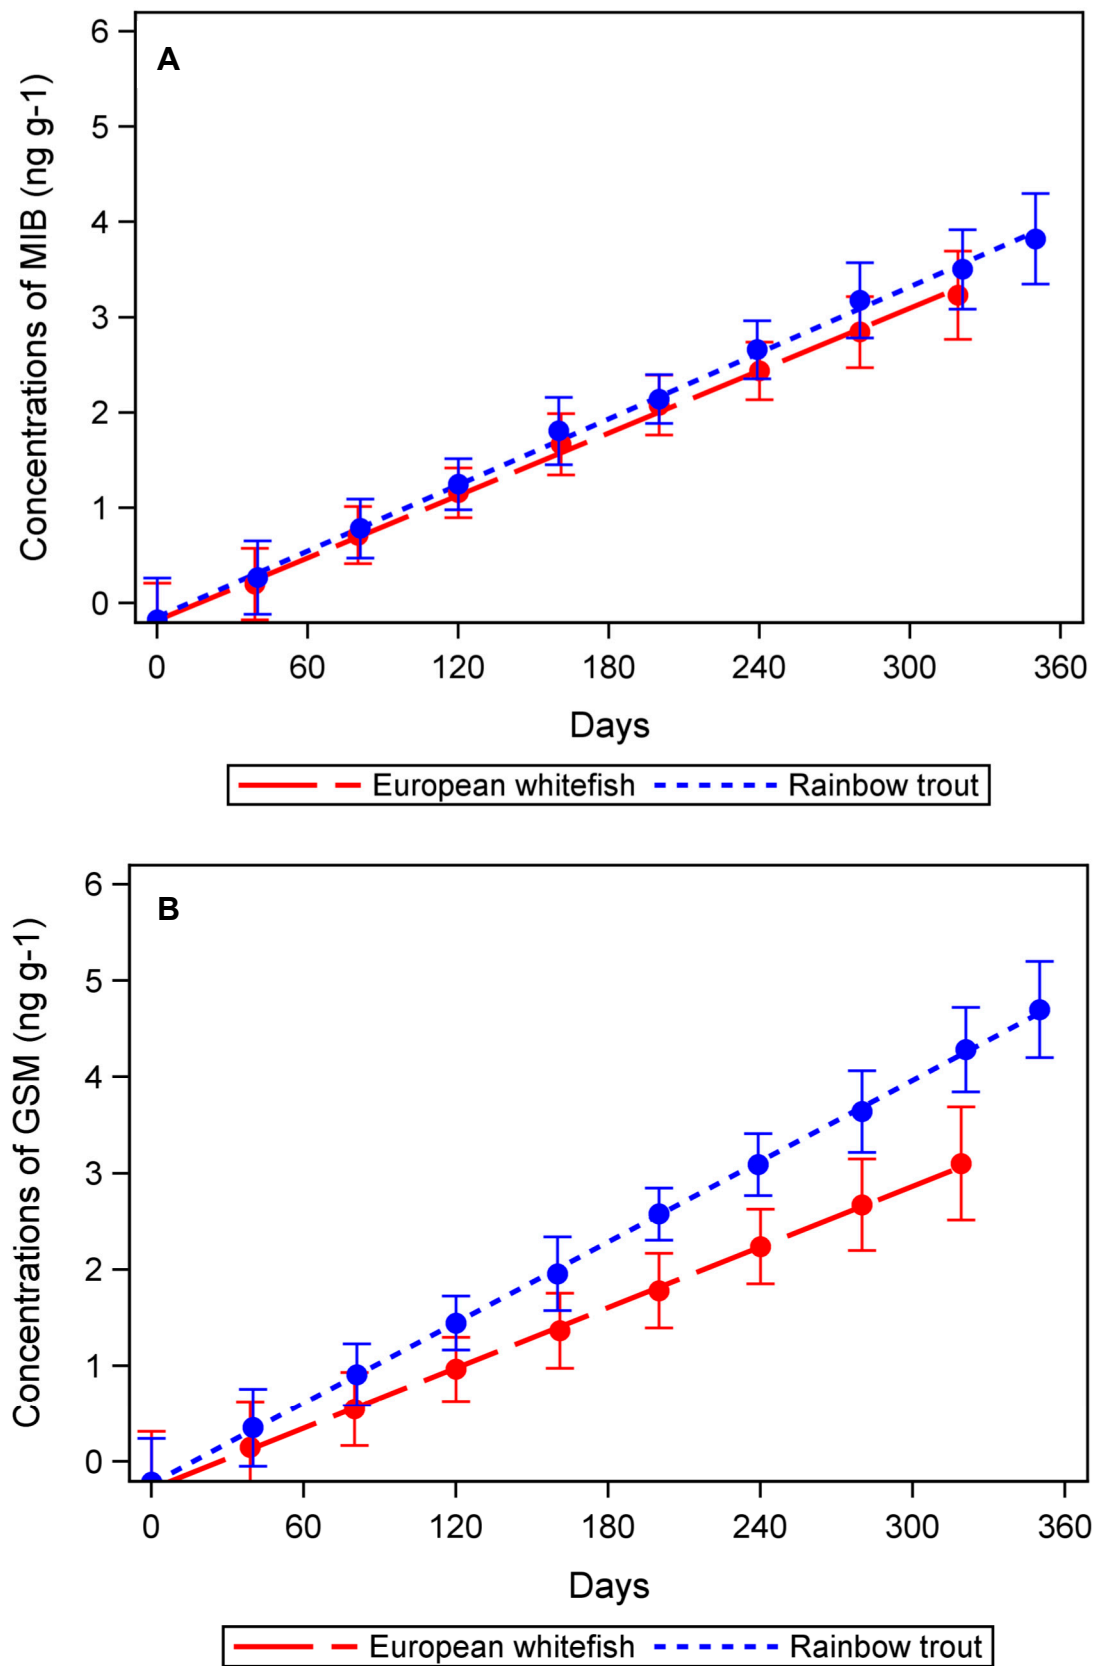 A
Concentrations of MIB (ng g-1)
6
5
4
3
2
1
0
0 60 120 180 240 300 360
Days
European whitefish Rainbow trout
B
Concentrations of GSM (ng g-1)
6
5
4
3
2
1
0
0 60 120 180 240 300 360
Days
European whitefish Rainbow trout